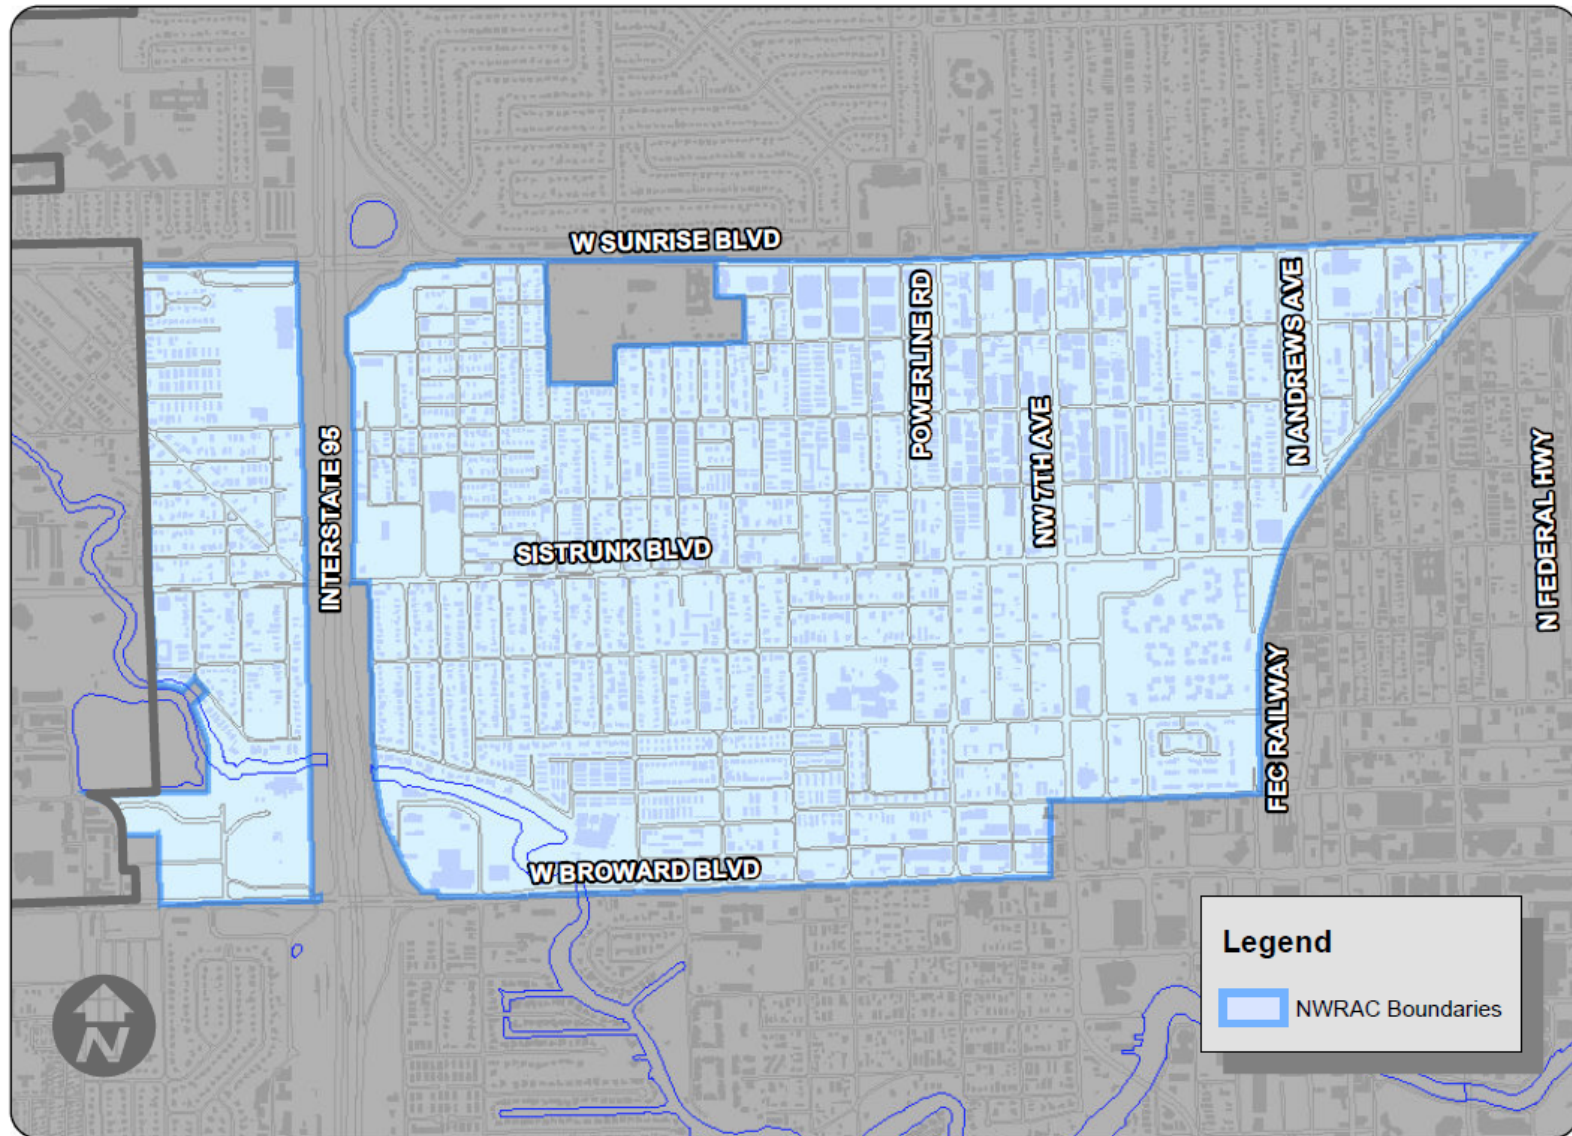 W SUNRISE BLVD
POWERLINE RD
N ANDREWS AVE
NW 7TH AVE
INTERSTATE 95
N FEDERAL HWY
SISTRUNK BLVD
FEC RAILWAY
W BROWARD BLVD
Legend
NWRAC Boundaries
N